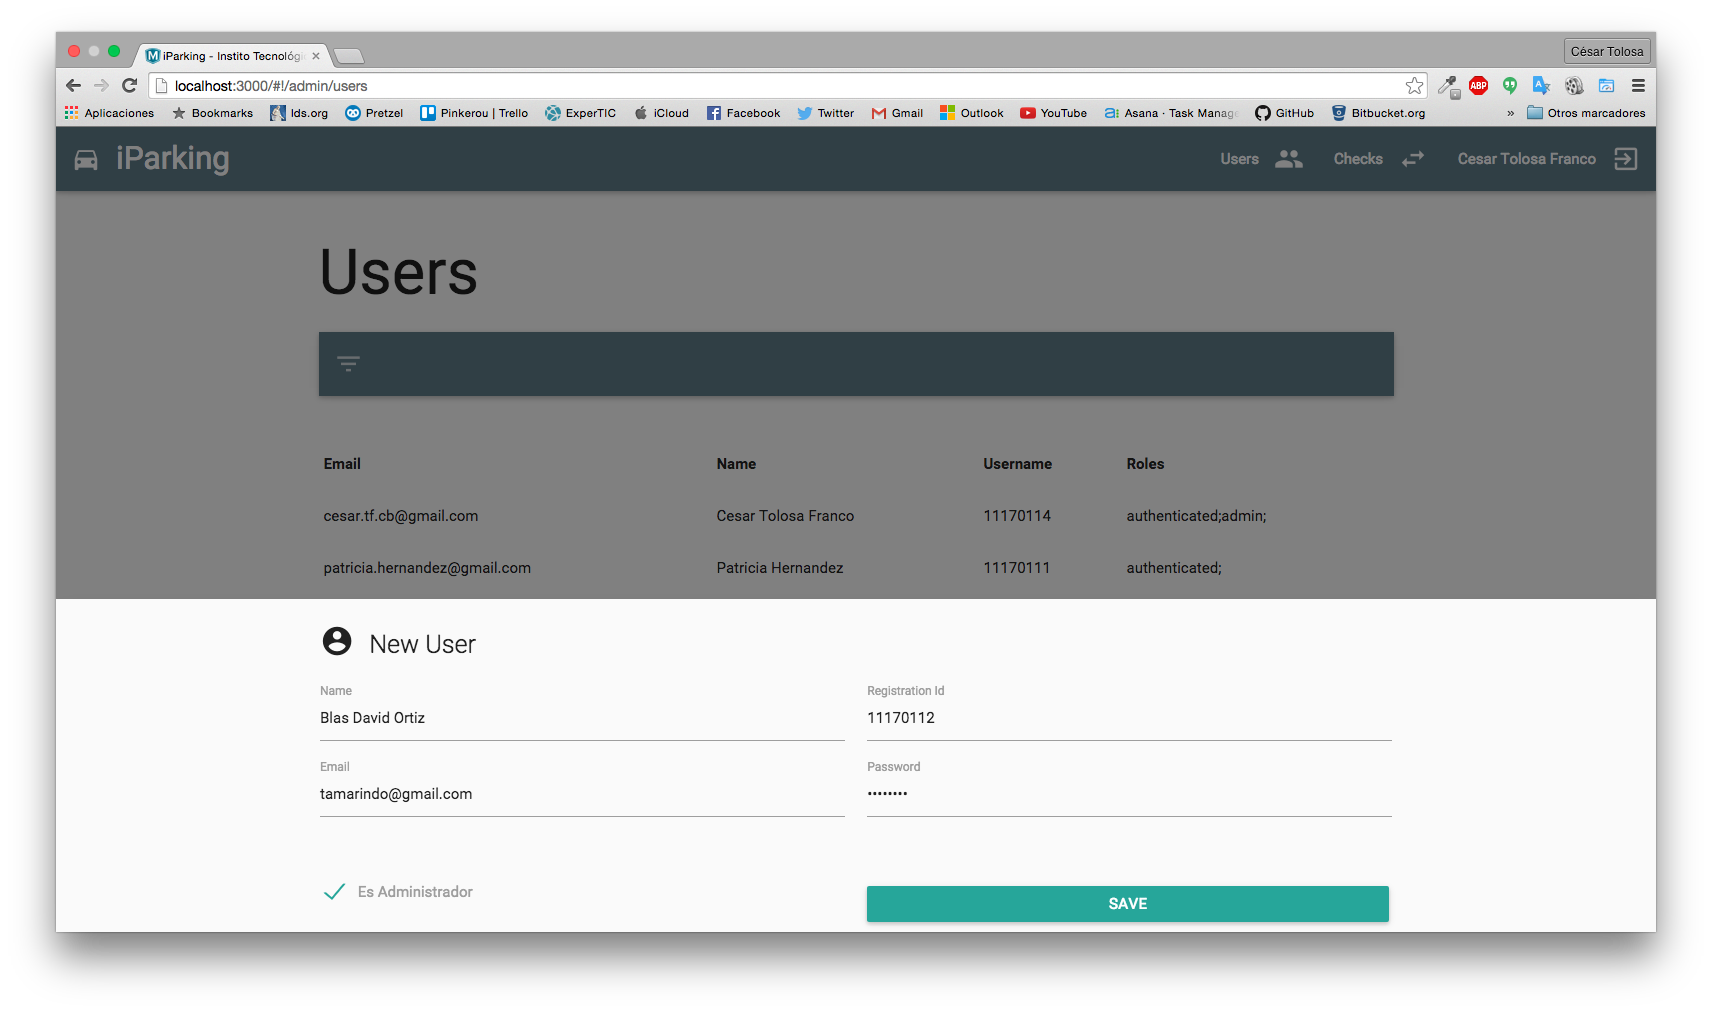 iParking - Instito Tecnológi
César Tolosa
localhost:3000/#!/admin/users
ABP
Aplicaciones Bookmarks lds.org Pretzel Pinkerou | Trello ExperTIC iCloud Facebook Twitter Gmail Outlook YouTube Asana · Task Manag GitHub Bitbucket.org » Otros marcadores
iParking Users Checks Cesar Tolosa Franco
Users
Email Name Username Roles
cesar.tf.cb@gmail.com Cesar Tolosa Franco 11170114 authenticated;admin;
patricia.hernandez@gmail.com Patricia Hernandez 11170111 authenticated;
New User
Name Registration Id
Blas David Ortiz 11170112
Email Password
tamarindo@gmail.com ••••••••
Es Administrador SAVE